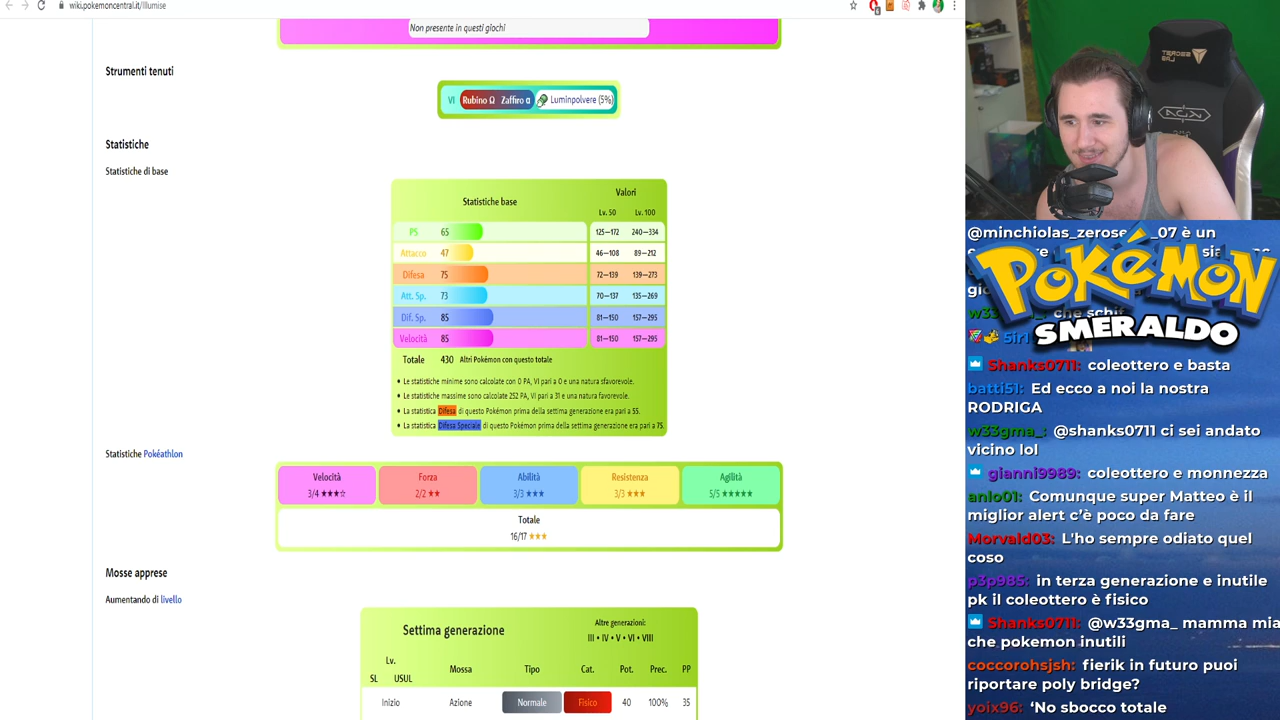 wiki.pokemoncentral.it/Illumise
Non presente in questi giochi
Strumenti tenuti
VI Rubino Ω Zaffiro α Luminpolvere (5%)
Statistiche
Statistiche di base
Statistiche base
Valori
Lv. 50 Lv. 100
PS 65 125—172 240—334
Attacco 47 46—108 89—212
Difesa 75 72—139 139—273
Att. Sp. 73 70—137 135—269
Dif. Sp. 85 81—150 157—295
Velocità 85 81—150 157—295
Totale 430 Altri Pokémon con questo totale
Le statistiche minime sono calcolate con 0 PA, VI pari a 0 e una natura sfavorevole.
Le statistiche massime sono calcolate 252 PA, VI pari a 31 e una natura favorevole.
La statistica Difesa di questo Pokémon prima della settima generazione era pari a 55.
La statistica Difesa Speciale di questo Pokémon prima della settima generazione era pari a 75.
Statistiche Pokéathlon
Velocità Forza Abilità Resistenza Agilità
3/4 ★★★☆ 2/2 ★★ 3/3 ★★★ 3/3 ★★★ 5/5 ★★★★★
Totale
16/17 ★★★
Mosse apprese
Aumentando di livello
Settima generazione
Altre generazioni:
III • IV • V • VI • VIII
Lv. Mossa Tipo Cat. Pot. Prec. PP
SL USUL
Inizio Azione Normale Fisico 40 100% 35
TEROSES
@minchiolas_zerose _07 è un
POKéMON
SMERALDO
w33
che schif
Shanks0711: coleottero e basta
batti51: Ed ecco a noi la nostra
RODRIGA
w33gma_: @shanks0711 ci sei andato
vicino lol
gianni9989: coleottero e monnezza
anlo01: Comunque super Matteo è il
miglior alert c'è poco da fare
Morvald03: L'ho sempre odiato quel
coso
p3p985: in terza generazione e inutile
pk il coleottero è fisico
Shanks0711: @w33gma_ mamma mia
che pokemon inutili
coccorohsjsh: fierik in futuro puoi
riportare poly bridge?
yoix96: ‘No sbocco totale